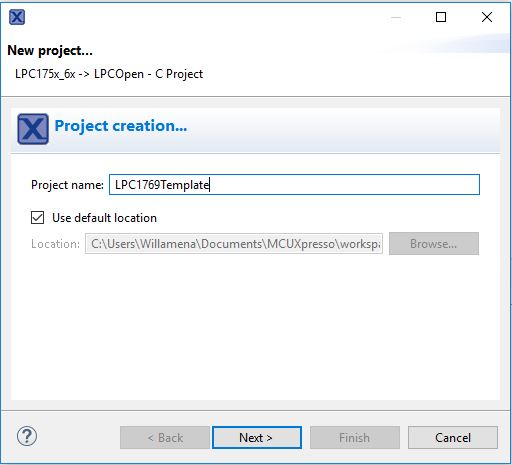 New project...
LPC175x_6x -> LPCOpen - C Project
X Project creation...
Project name: LPC1769Template
Use default location
Location: C:\Users\Willamena\Documents\MCUXpresso\workspa Browse...
? < Back Next > Finish Cancel